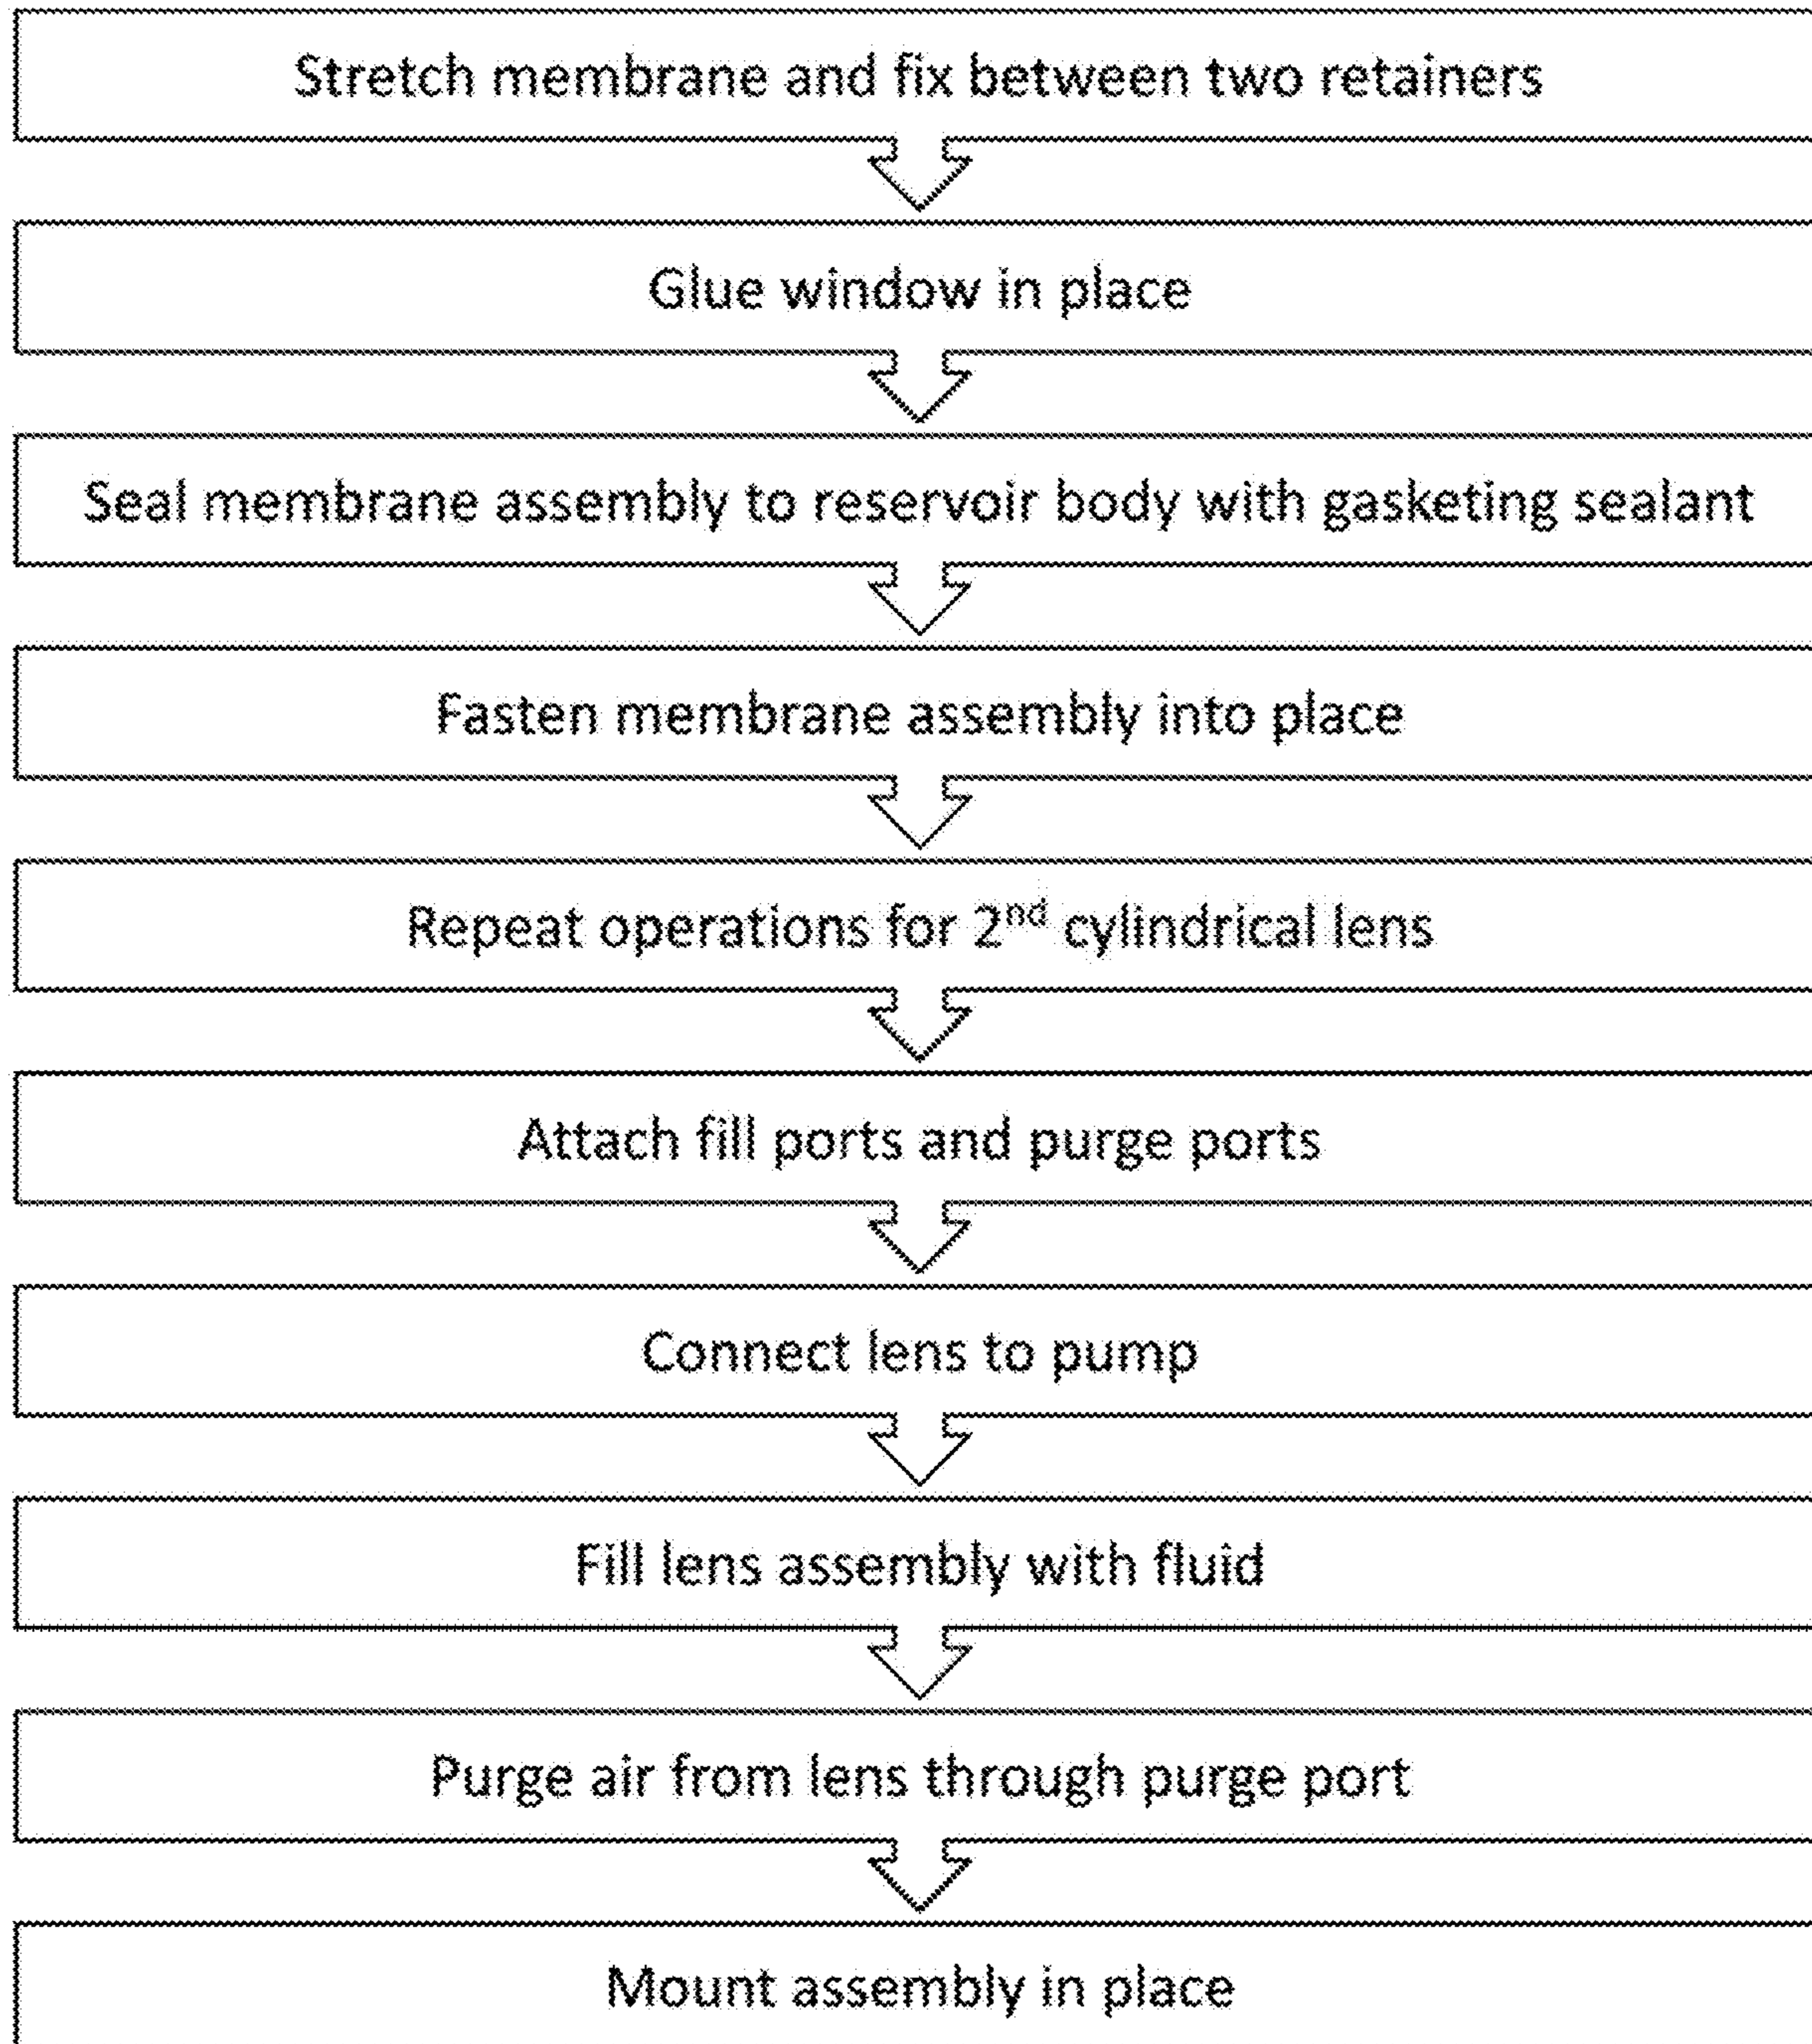 Stretch membrane and fix between two retainers
Glue window in place
Seal membrane assembly to reservoir body with gasketing sealant
Fasten membrane assembly into place
Repeat operations for 2nd cylindrical lens
Attach fill ports and purge ports
Connect lens to pump
Fill lens assembly with fluid
Purge air from lens through purge port
Mount assembly in place